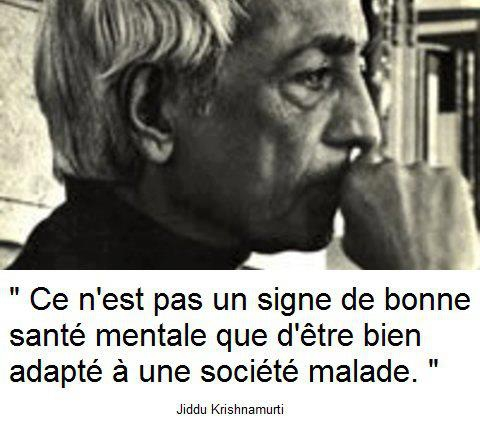 " Ce n'est pas un signe de bonne
santé mentale que d'être bien
adapté à une société malade. "
Jiddu Krishnamurti